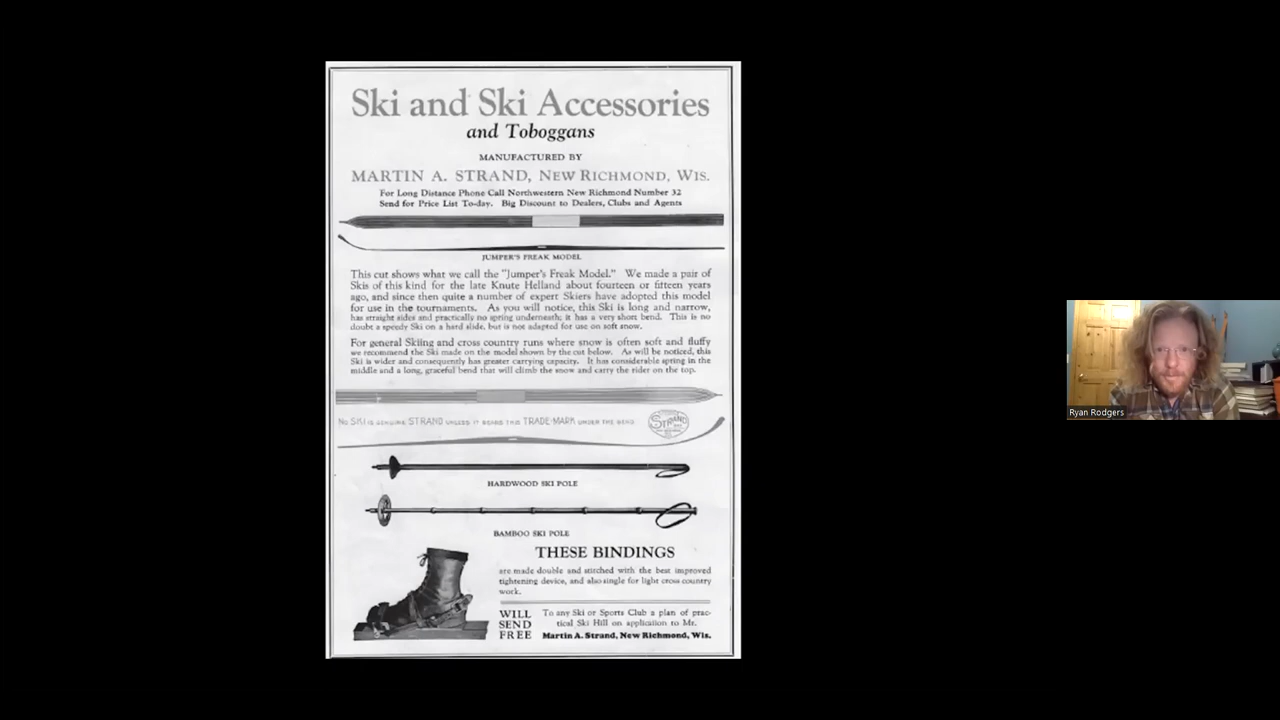 Ski and Ski Accessories
and Toboggans
MANUFACTURED BY
MARTIN A. STRAND, NEW RICHMOND, WIS.
For Long Distance Phone Call Northwestern New Richmond Number 32
Send for Price List To-day. Big Discount to Dealers, Clubs and Agents
JUMPER'S FREAK MODEL
This cut shows what we call the "Jumper's Freak Model." We made a pair of
Skis of this kind for the late Knute Helland about fourteen or fifteen years
ago, and since then quite a number of expert Skiers have adopted this model
for use in the tournaments. As you will notice, this Ski is long and narrow,
has straight sides and practically no spring underneath; it has a very short bend. This is no
doubt a speedy Ski on a hard slide, but is not adapted for use on soft snow.
For general Skiing and cross country runs where snow is often soft and fluffy
we recommend the Ski made on the model shown by the cut below. As will be noticed, this
Ski is wider and consequently has greater carrying capacity. It has considerable spring in the
middle and a long, graceful bend that will climb the snow and carry the rider on the top.
NO SKI IS GENUINE STRAND UNLESS IT BEARS THIS TRADE-MARK UNDER THE BEND
STRAND
HARDWOOD SKI POLE
BAMBOO SKI POLE
THESE BINDINGS
are made double and stitched with the best improved
tightening device, and also single for light cross country
work.
WILL
SEND
FREE
To any Ski or Sports Club a plan of prac-
tical Ski Hill on application to Mr.
Martin A. Strand, New Richmond, Wis.
Ryan Rodgers